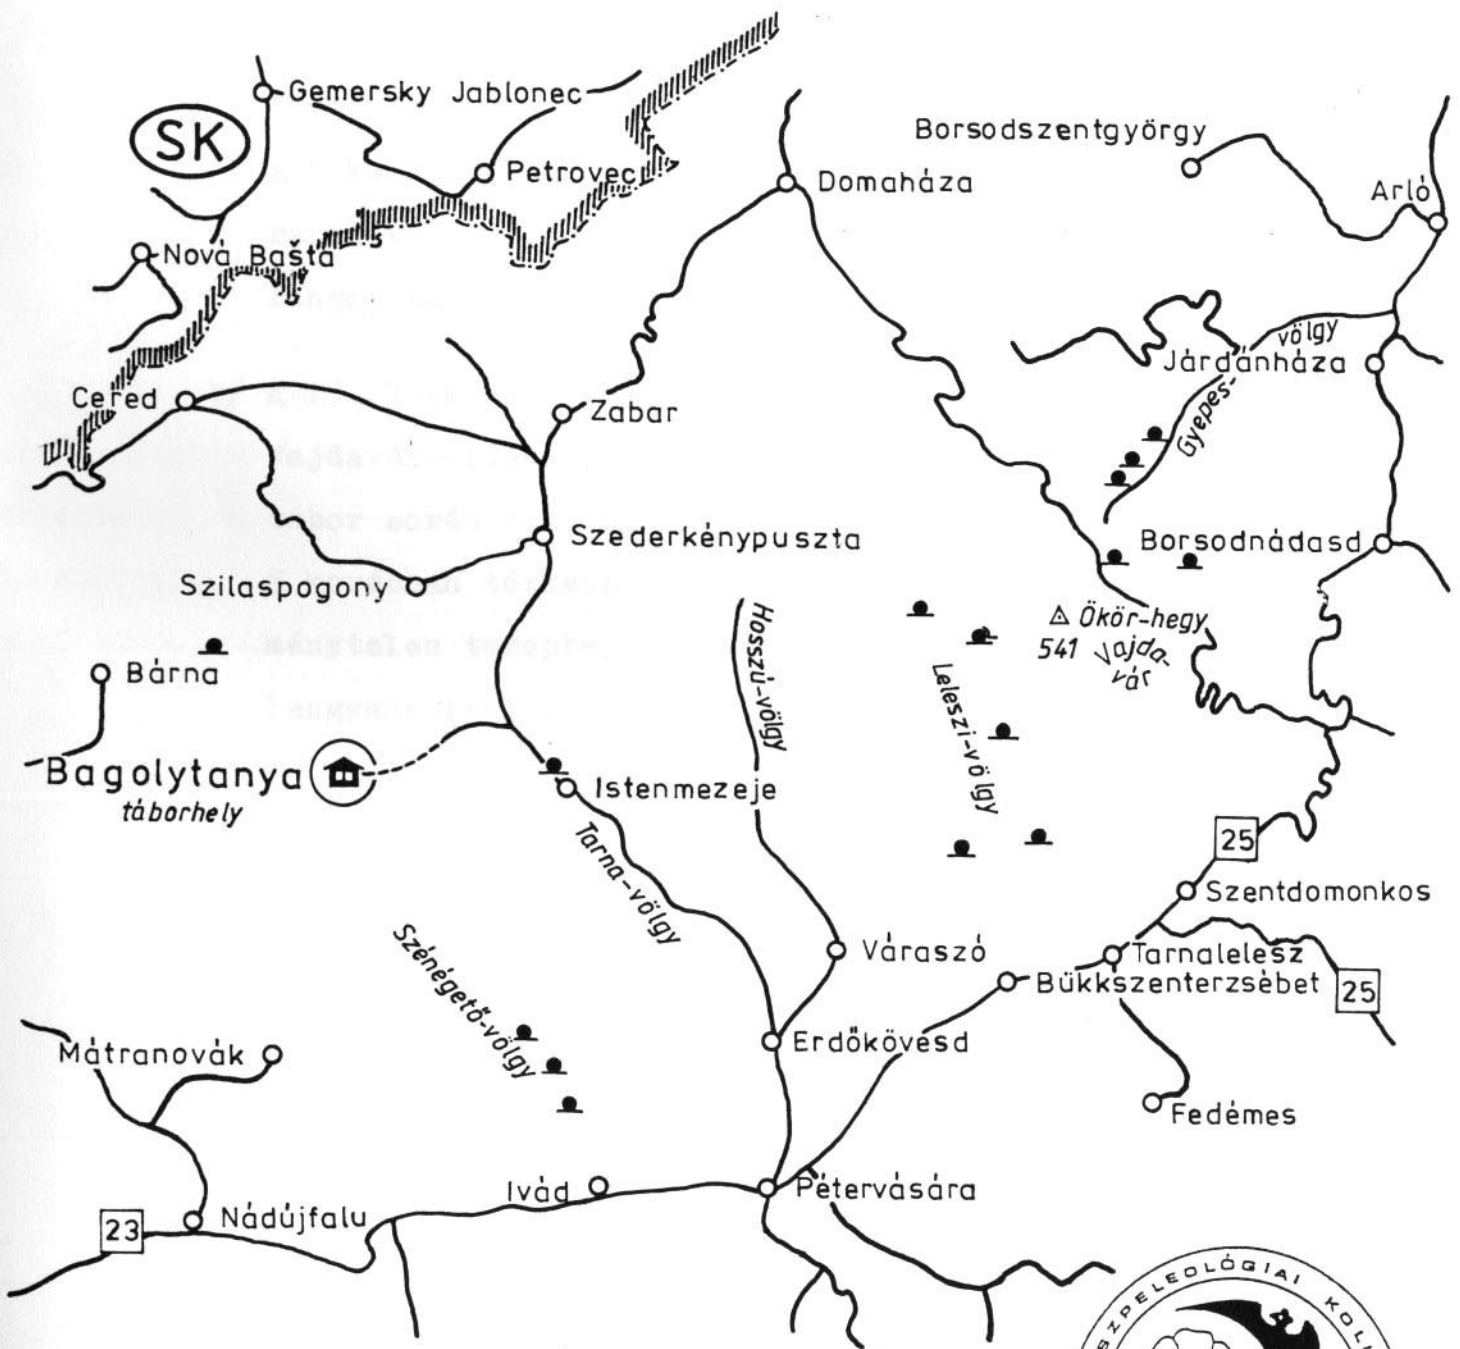 Gemersky Jablonec
SK
Petrovec
Nová Bašta
Borsodszentgyörgy
Domaháza
Arló
völgy
Járdánháza
Gyepes-
Cered
Zabar
Szederkénypuszta
Borsodnádasd
Szilaspogony
Ökör-hegy
541
Vajda-
vár
Bárna
Hosszú-völgy
Leleszi-völgy
Bagolytanya
táborhely
Istenmezeje
Tarna-völgy
25
Szentdomonkos
Szénégető-völgy
Váraszó
Tarnalelesz
Bükkszenterzsébet
25
Mátranovák
Erdőkövesd
Fedémes
Ivád
Pétervására
23
Nádújfalu
SZPELEOLÓGIAI